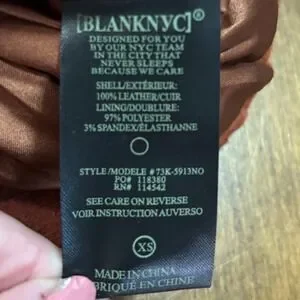 [BLANKNYC]®
DESIGNED FOR YOU
BY OUR NYC TEAM
IN THE CITY THAT
NEVER SLEEPS
BECAUSE WE CARE
SHELL/EXTÉRIEUR:
100% LEATHER/CUIR
LINING/DOUBLURE:
97% POLYESTER
3% SPANDEX/ÉLASTHANNE
STYLE/MODELE #73K-5913NO
PO# 118380
RN# 114542
SEE CARE ON REVERSE
VOIR INSTRUCTION AUVERSO
XS
MADE IN CHINA
FABRIQUE EN CHINE